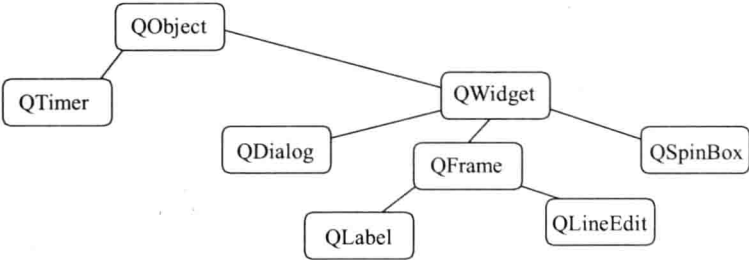 QObject
QTimer
QWidget
QDialog
QFrame
QSpinBox
QLabel
QLineEdit